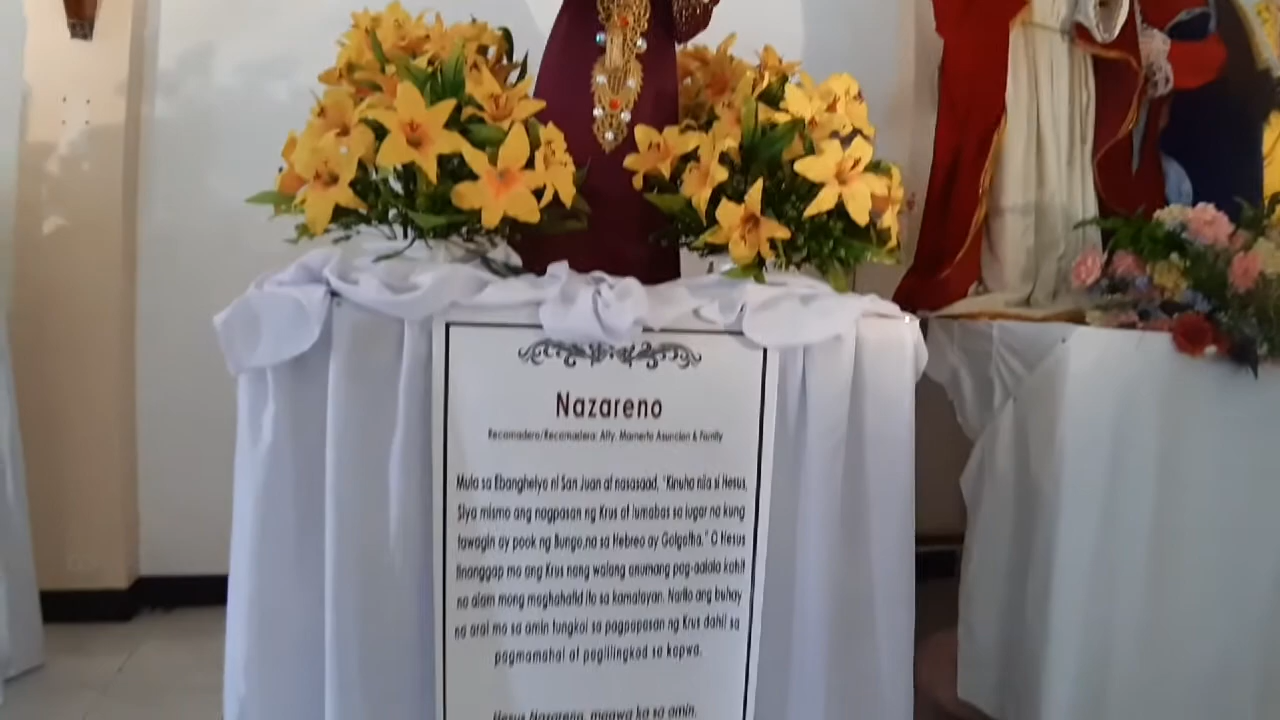 Nazareno
Recamadero/Recamadera: Atty. Mamerto Asuncion & Family
Mula sa Ebanghelyo ni San Juan at nasasaad, "Kinuha nila si Hesus,
Siya mismo ang nagpasan ng Krus at lumabas sa lugar na kung
tawagin ay pook ng Bungo,na sa Hebreo ay Golgotha." O Hesus
tinanggap mo ang Krus nang walang anumang pag-aalala kahit
na alam mong maghahatid ito sa kamatayan. Narito ang buhay
na aral mo sa amin tungkol sa pagpapasan ng Krus dahil sa
pagmamahal at paglilingkod sa kapwa.
Hesus Nazareno, maawa ka sa amin.